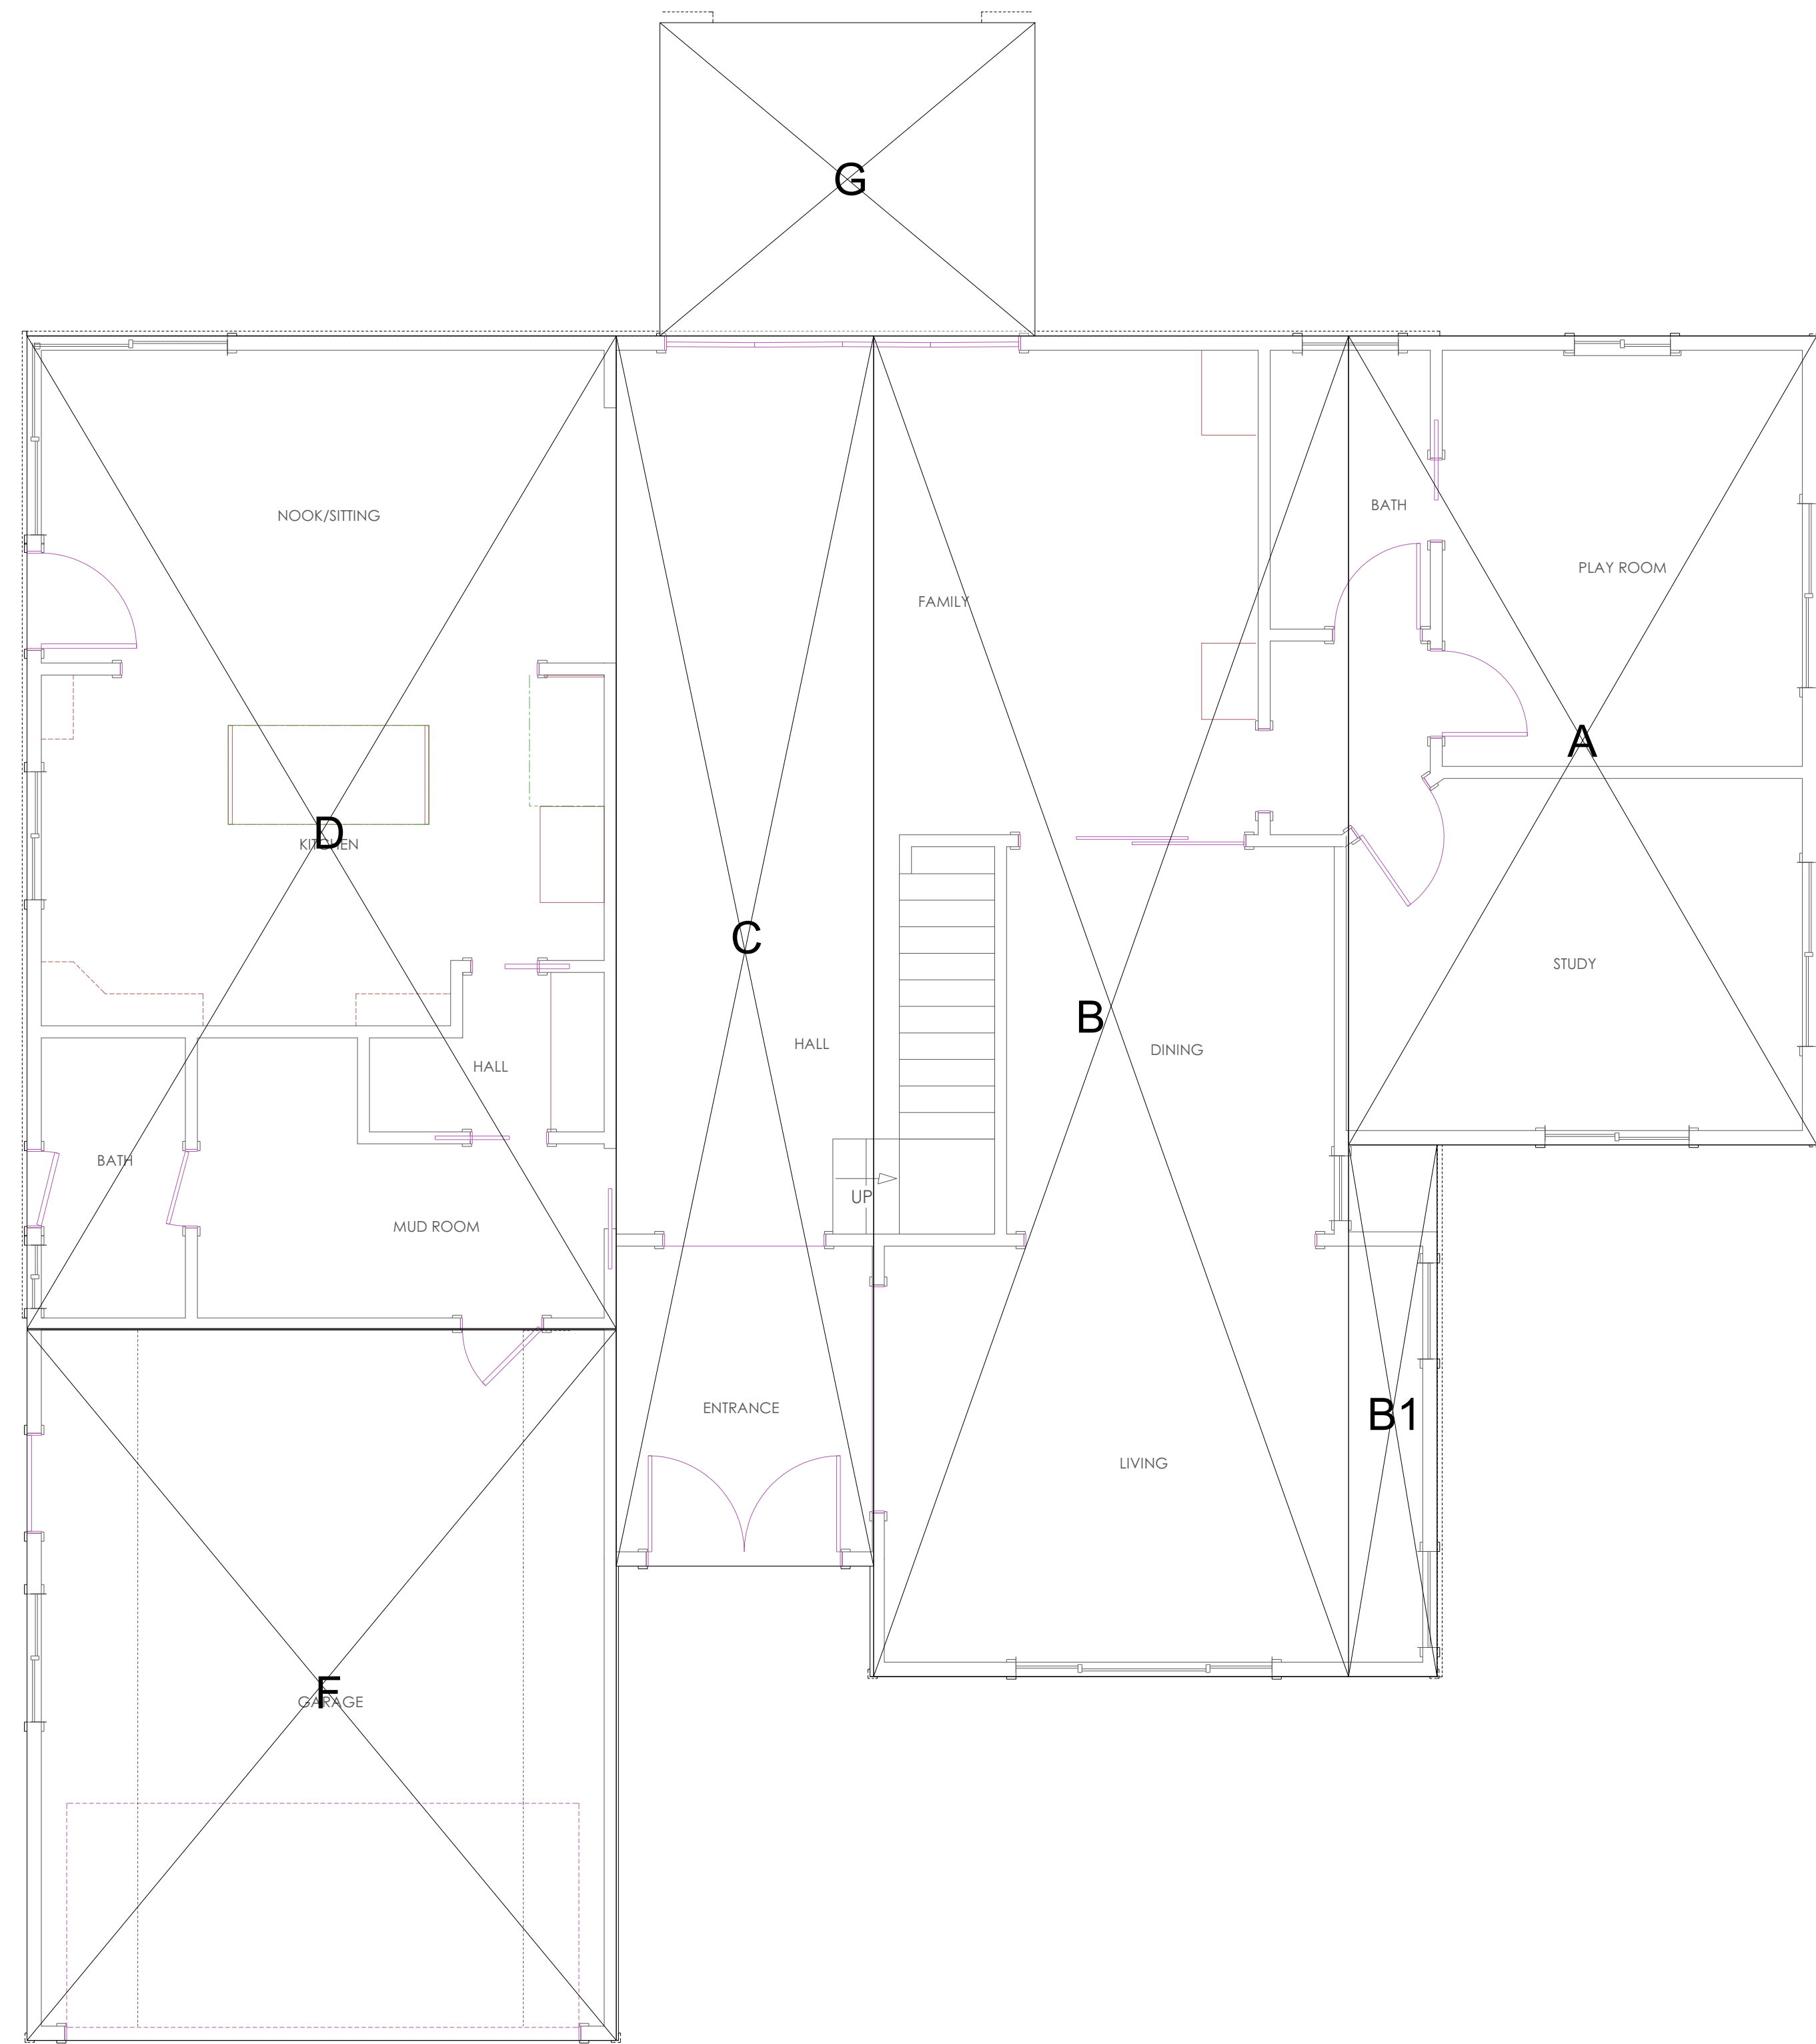 G
NOOK/SITTING
BATH
PLAY ROOM
FAMILY
A
D
KITCHEN
C
STUDY
B
HALL
DINING
HALL
BATH
UP
MUD ROOM
ENTRANCE
B1
LIVING
F
GARAGE